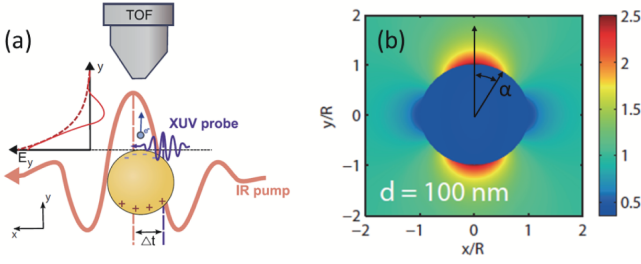 (a)
TOF
y
E_y
e⁻
XUV probe
IR pump
- - - -
+ + + +
y
x
Δt
(b)
y/R
2
1
0
-1
-2
α
d = 100 nm
-2
-1
0
1
2
x/R
2.5
2
1.5
1
0.5